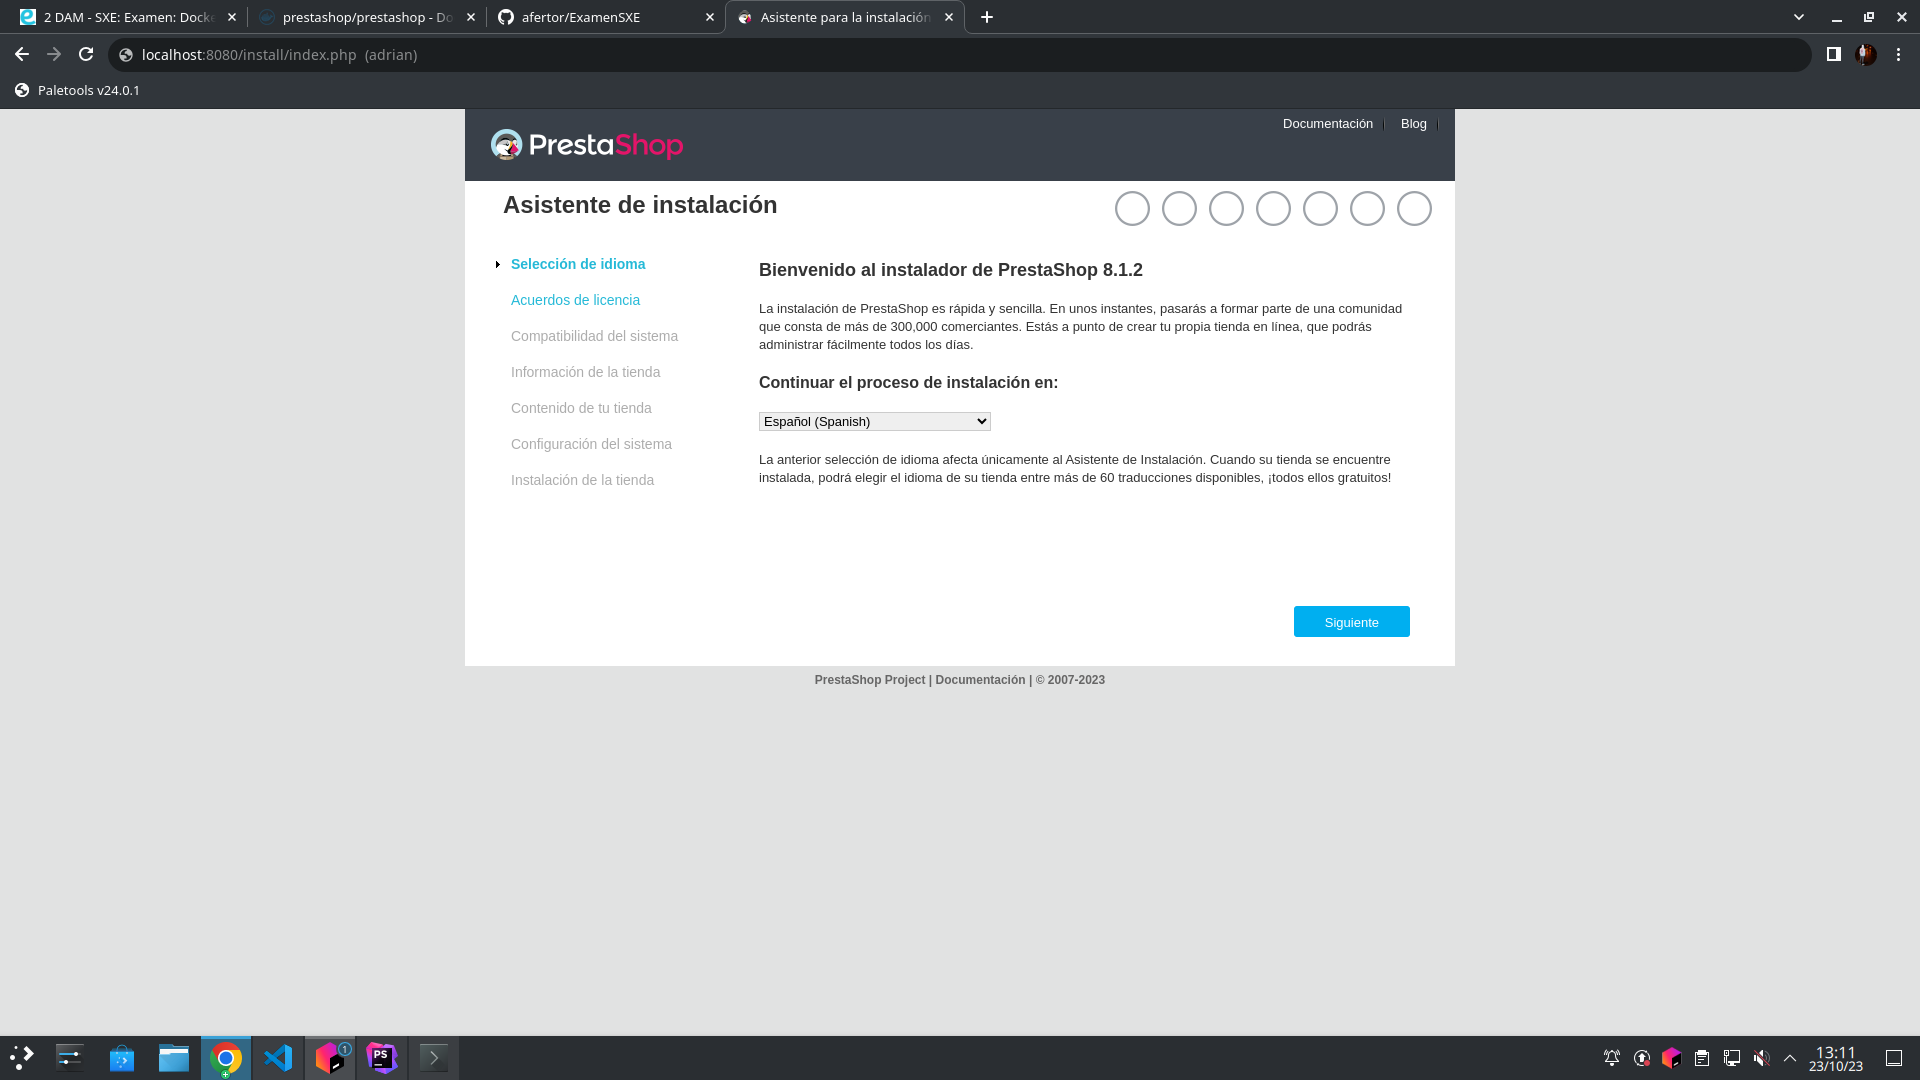 2 DAM - SXE: Examen: Docke
prestashop/prestashop - Do
afertor/ExamenSXE
Asistente para la instalación
localhost:8080/install/index.php (adrian)
Paletools v24.0.1
PrestaShop
Documentación
Blog
Asistente de instalación
Selección de idioma
Acuerdos de licencia
Compatibilidad del sistema
Información de la tienda
Contenido de tu tienda
Configuración del sistema
Instalación de la tienda
Bienvenido al instalador de PrestaShop 8.1.2
La instalación de PrestaShop es rápida y sencilla. En unos instantes, pasarás a formar parte de una comunidad
que consta de más de 300,000 comerciantes. Estás a punto de crear tu propia tienda en línea, que podrás
administrar fácilmente todos los días.
Continuar el proceso de instalación en:
Español (Spanish)
La anterior selección de idioma afecta únicamente al Asistente de Instalación. Cuando su tienda se encuentre
instalada, podrá elegir el idioma de su tienda entre más de 60 traducciones disponibles, ¡todos ellos gratuitos!
Siguiente
PrestaShop Project | Documentación | © 2007-2023
1
PS
13:11
23/10/23